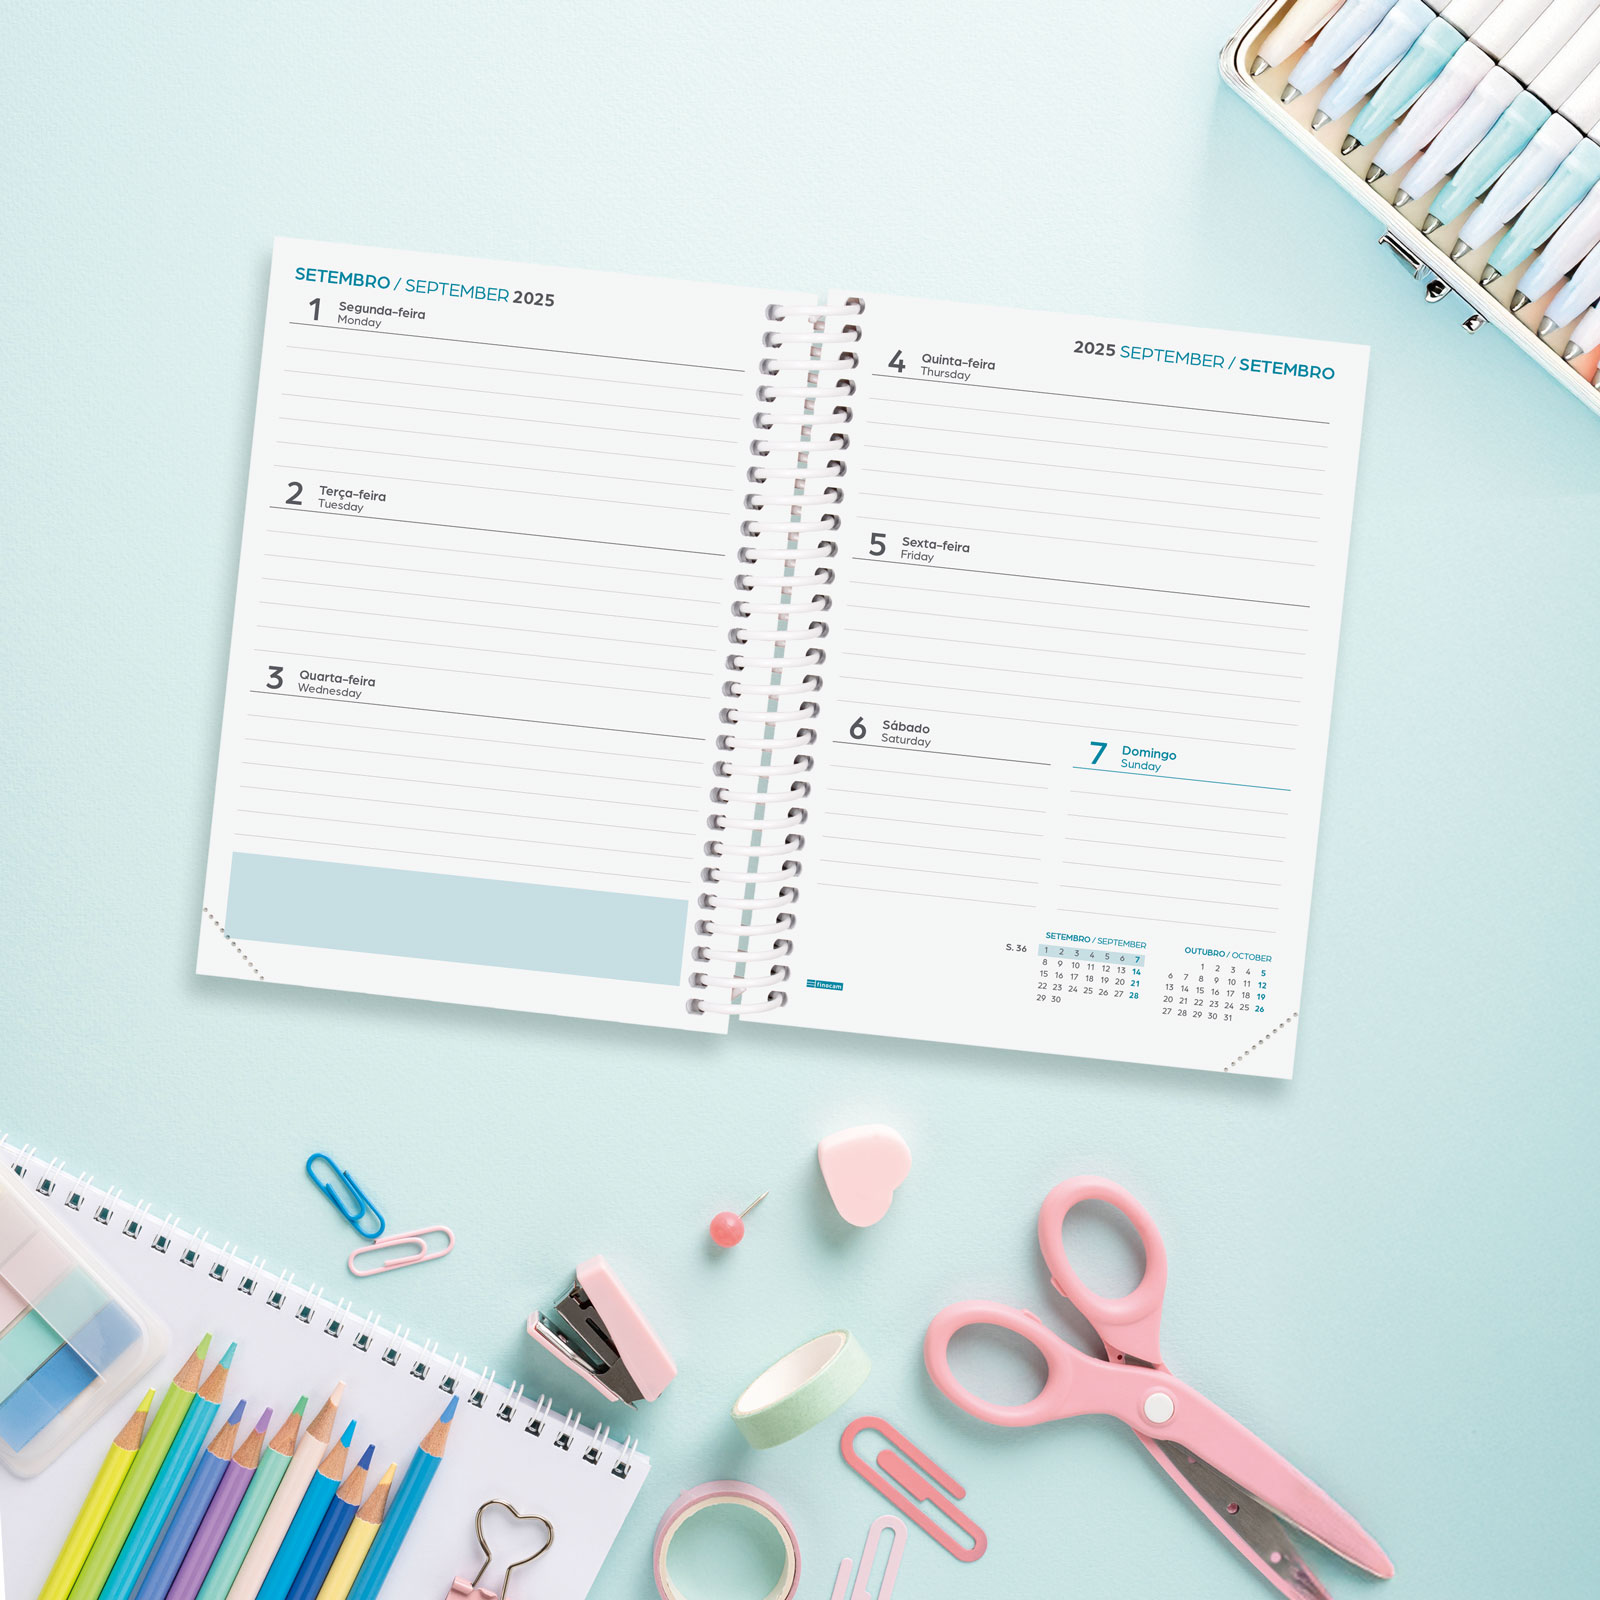 SETEMBRO / SEPTEMBER 2025
1 Segunda-feira
Monday
2 Terça-feira
Tuesday
3 Quarta-feira
Wednesday
2025 SEPTEMBER / SETEMBRO
4 Quinta-feira
Thursday
5 Sexta-feira
Friday
6 Sábado
Saturday
7 Domingo
Sunday
finocam
S. 36
SETEMBRO / SEPTEMBER
1 2 3 4 5 6 7
8 9 10 11 12 13 14
15 16 17 18 19 20 21
22 23 24 25 26 27 28
29 30
OUTUBRO / OCTOBER
1 2 3 4 5
6 7 8 9 10 11 12
13 14 15 16 17 18 19
20 21 22 23 24 25 26
27 28 29 30 31